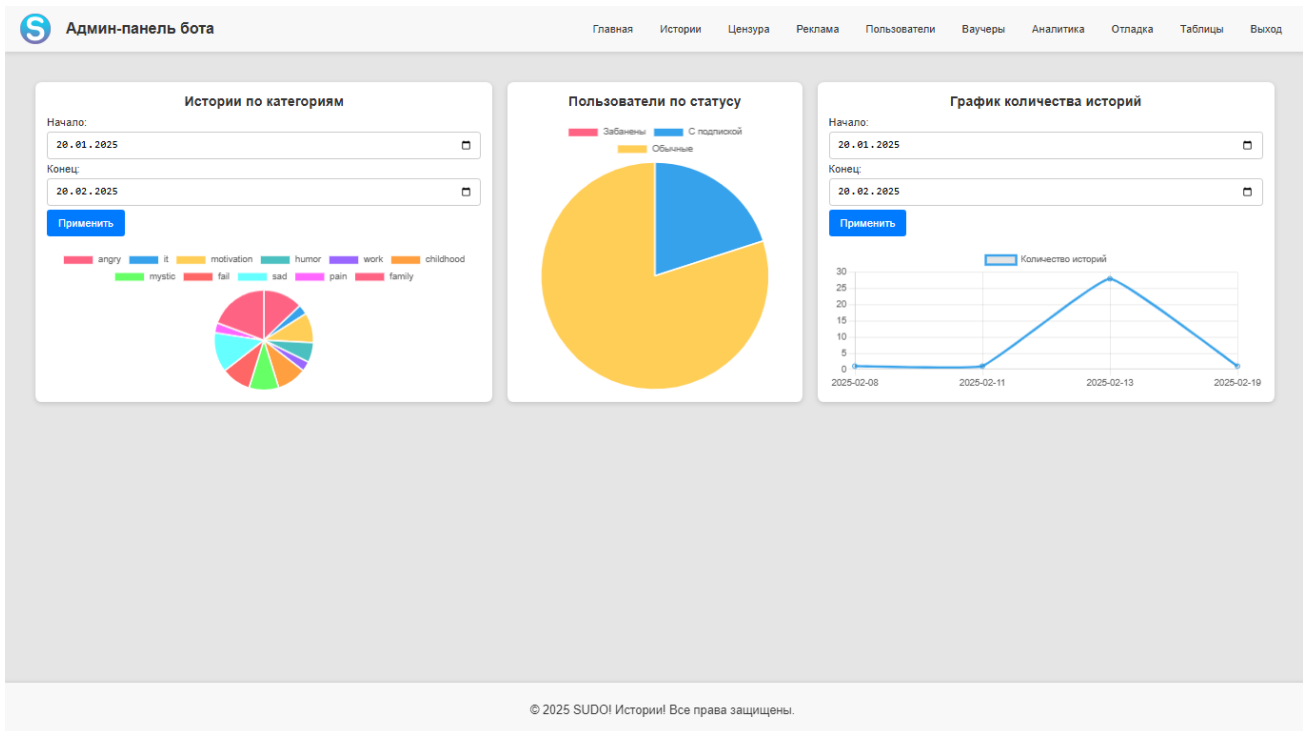 S Админ-панель бота Главная Истории Цензура Реклама Пользователи Ваучеры Аналитика Отладка Таблицы Выход
Истории по категориям
Начало:
20.01.2025
Конец:
20.02.2025
Применить
angry it motivation humor work childhood
mystic fail sad pain family
Пользователи по статусу
Забанены С подпиской
Обычные
График количества историй
Начало:
20.01.2025
Конец:
20.02.2025
Применить
Количество историй
30
25
20
15
10
5
0
2025-02-08 2025-02-11 2025-02-13 2025-02-19
© 2025 SUDO! Истории! Все права защищены.